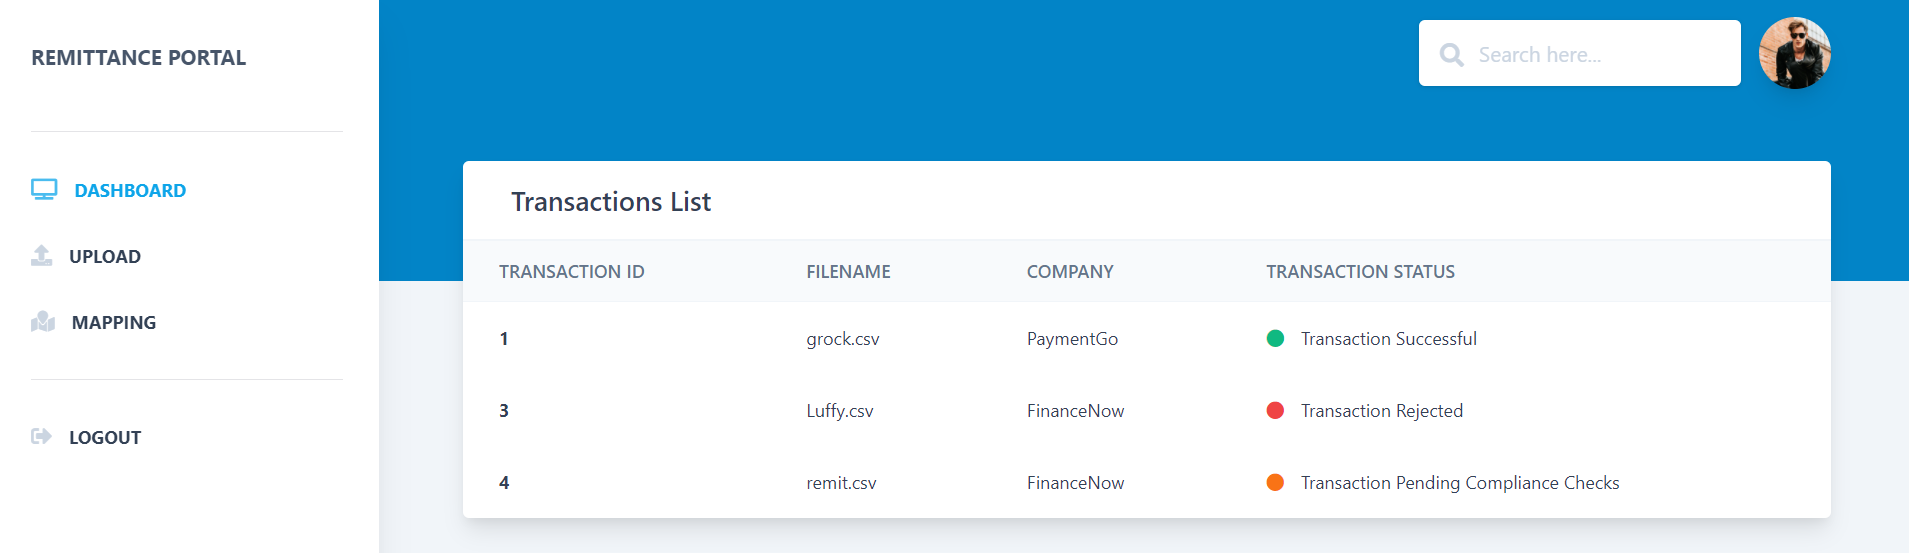 REMITTANCE PORTAL
DASHBOARD
UPLOAD
MAPPING
LOGOUT
Search here...
Transactions List
TRANSACTION ID FILENAME COMPANY TRANSACTION STATUS
1 grock.csv PaymentGo Transaction Successful
3 Luffy.csv FinanceNow Transaction Rejected
4 remit.csv FinanceNow Transaction Pending Compliance Checks